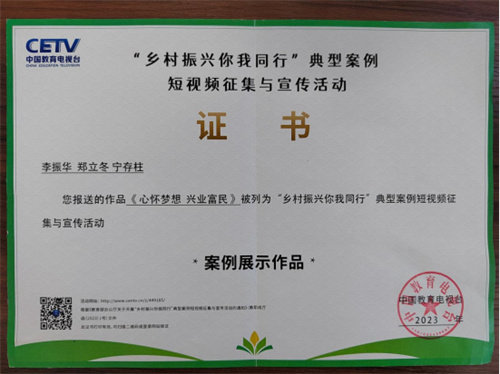 CETV
中国教育电视台
CHINA EDUCATION TELEVISION
“乡村振兴你我同行”典型案例
短视频征集与宣传活动
证书
李振华 郑立冬 宁存柱
您报送的作品《心怀梦想 兴业富民》被列为“乡村振兴你我同行”典型案例短视频征
集与宣传活动
* 案例展示作品 *
中国教育电视台
2023 年